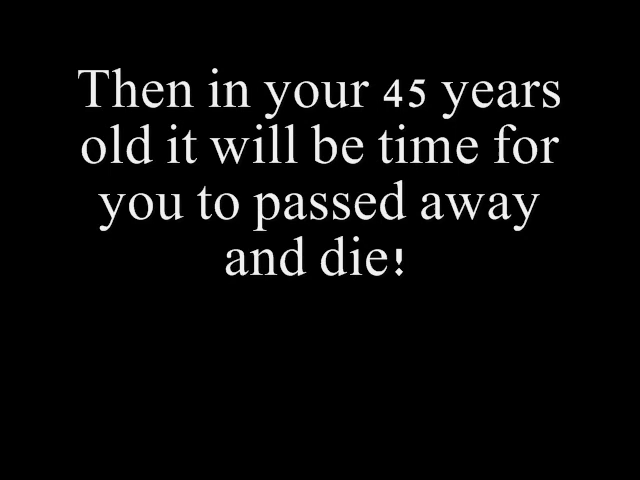 Then in your 45 years
old it will be time for
you to passed away
and die!